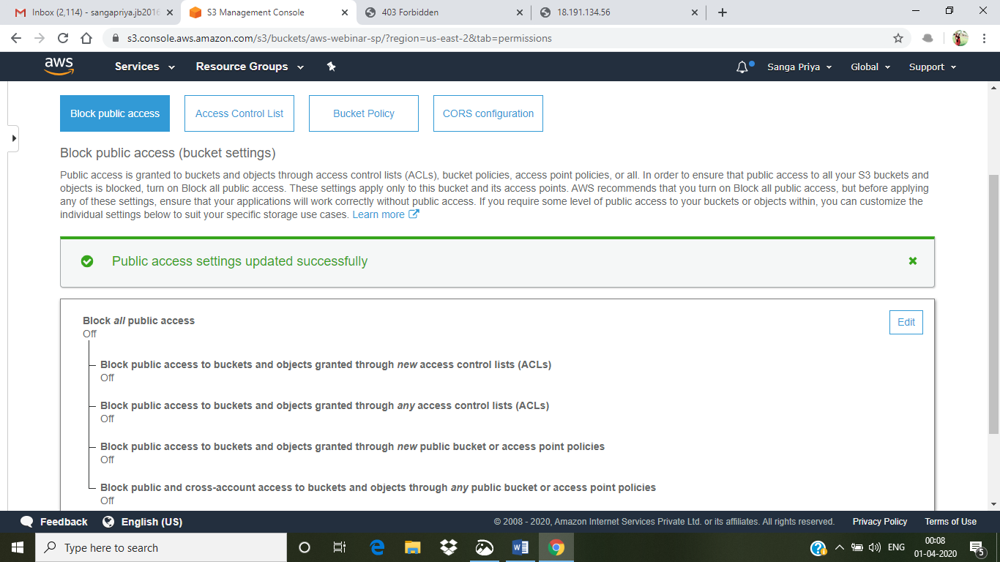 Inbox (2,114) - sangapriya.jb2016
S3 Management Console
403 Forbidden
18.191.134.56
s3.console.aws.amazon.com/s3/buckets/aws-webinar-sp/?region=us-east-2&tab=permissions
aws
Services
Resource Groups
Sanga Priya
Global
Support
Block public access
Access Control List
Bucket Policy
CORS configuration
Block public access (bucket settings)
Public access is granted to buckets and objects through access control lists (ACLs), bucket policies, access point policies, or all. In order to ensure that public access to all your S3 buckets and
objects is blocked, turn on Block all public access. These settings apply only to this bucket and its access points. AWS recommends that you turn on Block all public access, but before applying
any of these settings, ensure that your applications will work correctly without public access. If you require some level of public access to your buckets or objects within, you can customize the
individual settings below to suit your specific storage use cases. Learn more
Public access settings updated successfully
Block all public access
Edit
Off
Block public access to buckets and objects granted through new access control lists (ACLs)
Off
Block public access to buckets and objects granted through any access control lists (ACLs)
Off
Block public access to buckets and objects granted through new public bucket or access point policies
Off
Block public and cross-account access to buckets and objects through any public bucket or access point policies
Off
Feedback
English (US)
© 2008 - 2020, Amazon Internet Services Private Ltd. or its affiliates. All rights reserved.
Privacy Policy
Terms of Use
Type here to search
ENG
00:08
01-04-2020
5